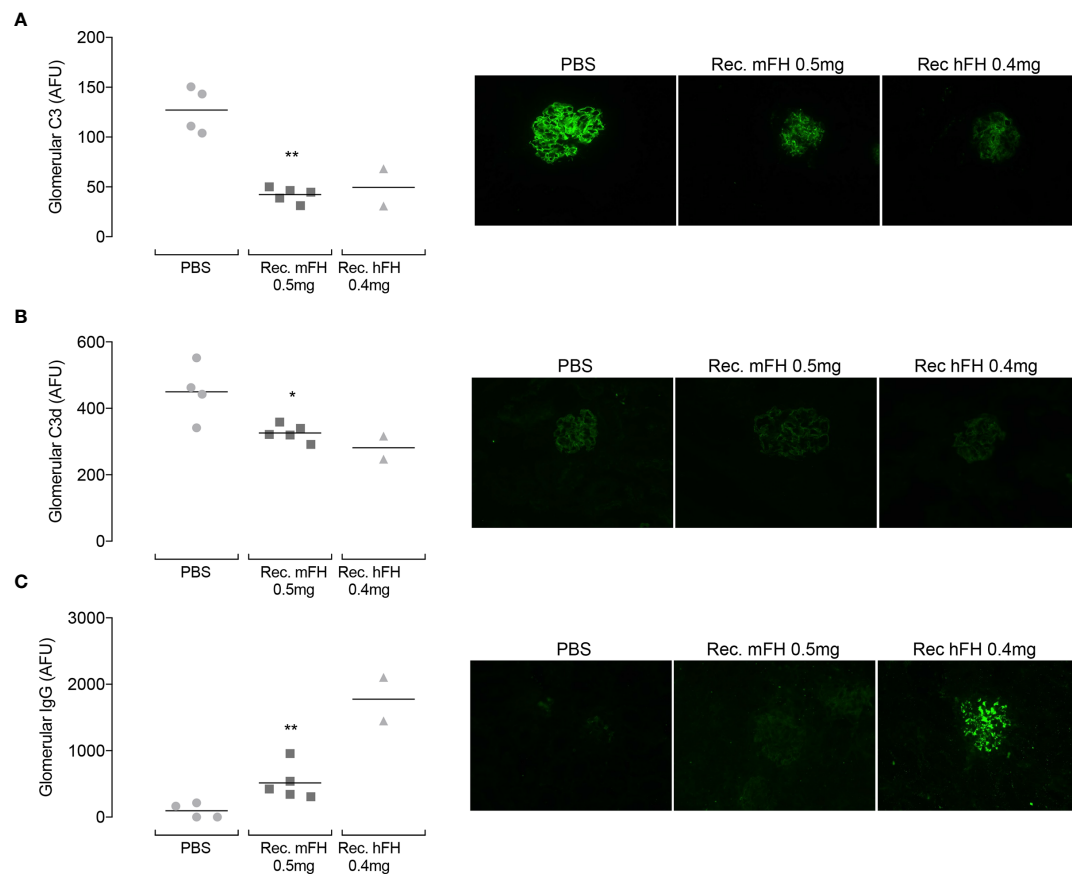 A
200
150
100
50
0
Glomerular C3 (AFU)
**
PBS
Rec. mFH
0.5mg
Rec. hFH
0.4mg
PBS
Rec. mFH 0.5mg
Rec hFH 0.4mg
B
600
400
200
0
Glomerular C3d (AFU)
*
PBS
Rec. mFH
0.5mg
Rec. hFH
0.4mg
PBS
Rec. mFH 0.5mg
Rec hFH 0.4mg
C
3000
2000
1000
0
Glomerular IgG (AFU)
**
PBS
Rec. mFH
0.5mg
Rec. hFH
0.4mg
PBS
Rec. mFH 0.5mg
Rec hFH 0.4mg